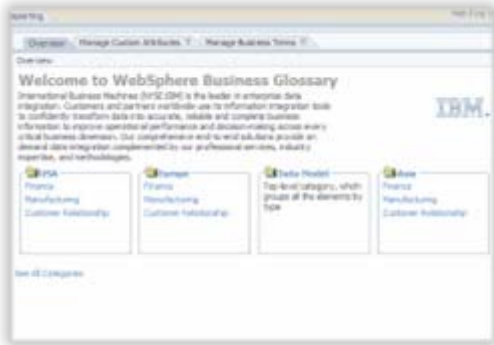 Overview Manage Custom Attributes Manage Business Terms
Overview
Welcome to WebSphere Business Glossary
International Business Machines (NYSE:IBM) is the leader in enterprise data
integration. Customers and partners worldwide use its information integration tools
to confidently transform data into accurate, reliable and complete business
information to improve operational performance and decision-making across every
critical business dimension. Our comprehensive end-to-end solutions provide on
demand data integration complemented by our professional services, industry
expertise, and methodologies.
IBM.
USA Europe Data Model Asia
Finance Finance Top-level category, which Finance
Manufacturing Manufacturing groups all the elements by Manufacturing
Customer Relationship Customer Relationship type Customer Relationship
See All Categories